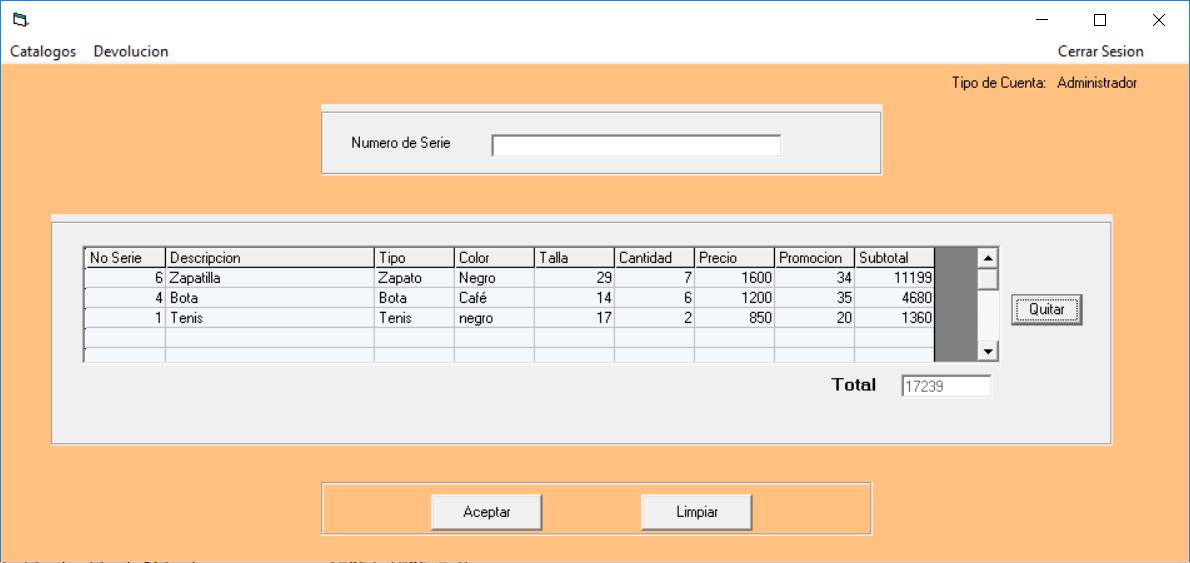 Catalogos Devolucion Cerrar Sesion
Tipo de Cuenta: Administrador
Numero de Serie
No Serie Descripcion Tipo Color Talla Cantidad Precio Promocion Subtotal
6 Zapatilla Zapato Negro 29 7 1600 34 11199
4 Bota Bota Café 14 6 1200 35 4680
1 Tenis Tenis negro 17 2 850 20 1360
Quitar
Total 17239
Aceptar Limpiar